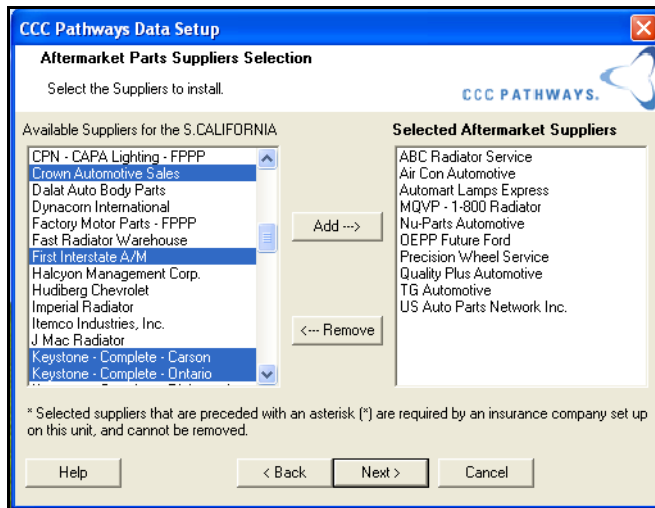 CCC Pathways Data Setup
Aftermarket Parts Suppliers Selection
Select the Suppliers to install.
CCC PATHWAYS.
Available Suppliers for the S.CALIFORNIA
CPN - CAPA Lighting - FPPP
Crown Automotive Sales
Dalat Auto Body Parts
Dynacorn International
Factory Motor Parts - FPPP
Fast Radiator Warehouse
First Interstate A/M
Halcyon Management Corp.
Hudiberg Chevrolet
Imperial Radiator
Itemco Industries, Inc.
J Mac Radiator
Keystone - Complete - Carson
Keystone - Complete - Ontario
Add --->
<--- Remove
Selected Aftermarket Suppliers
ABC Radiator Service
Air Con Automotive
Automart Lamps Express
MQVP - 1-800 Radiator
Nu-Parts Automotive
OEPP Future Ford
Precision Wheel Service
Quality Plus Automotive
TG Automotive
US Auto Parts Network Inc.
* Selected suppliers that are preceded with an asterisk (*) are required by an insurance company set up
on this unit, and cannot be removed.
Help
< Back
Next >
Cancel